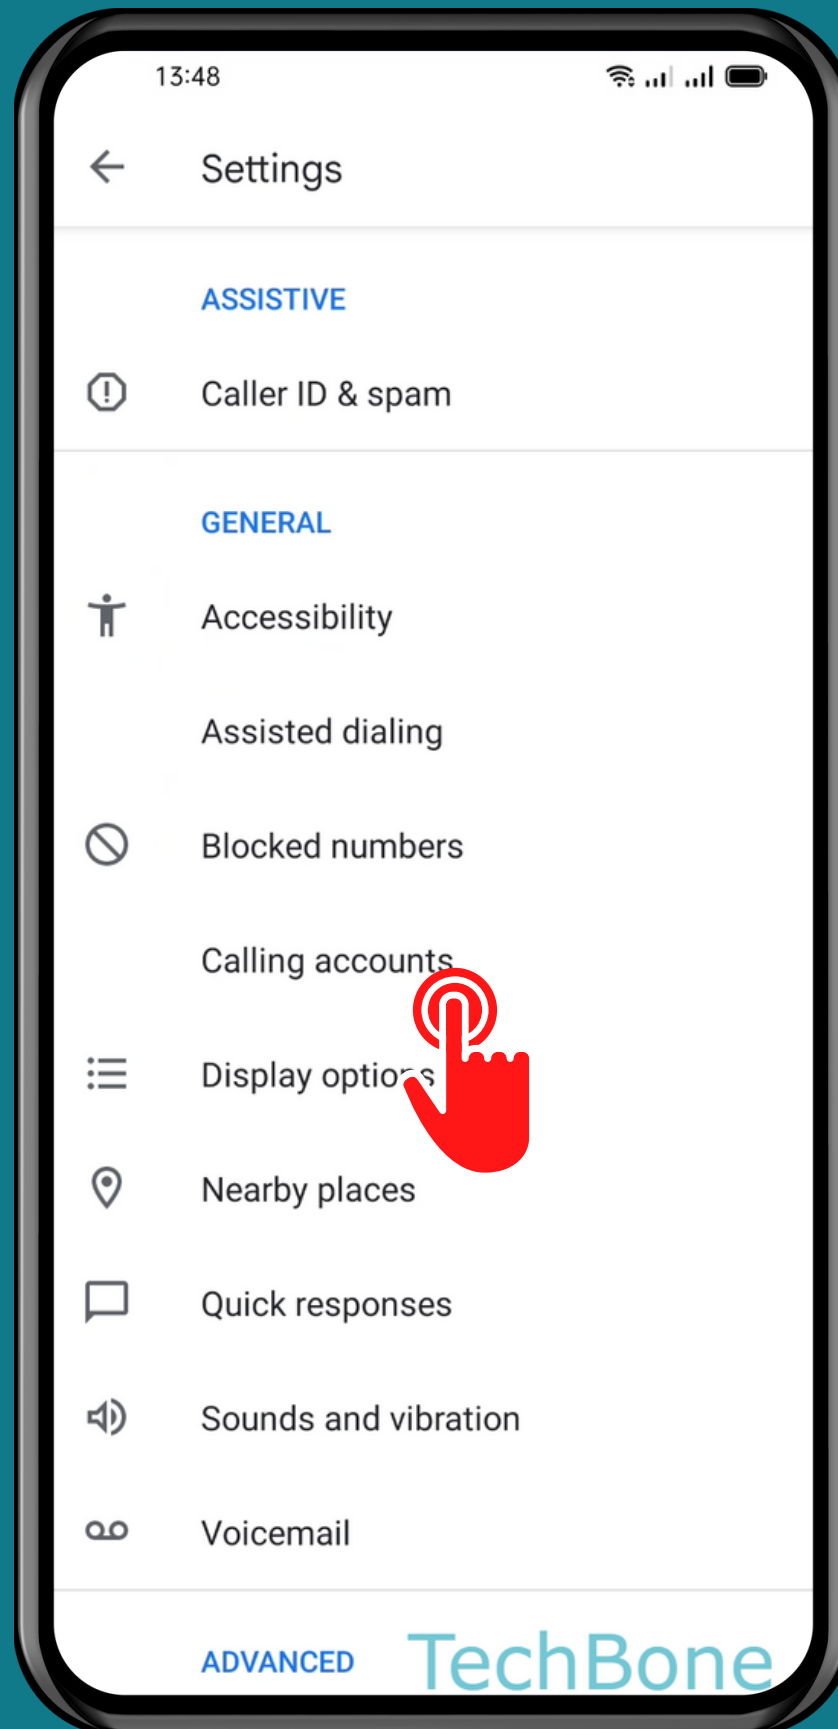 13:48
Settings
ASSISTIVE
Caller ID & spam
GENERAL
Accessibility
Assisted dialing
Blocked numbers
Calling accounts
Display options
Nearby places
Quick responses
Sounds and vibration
Voicemail
ADVANCED
TechBone